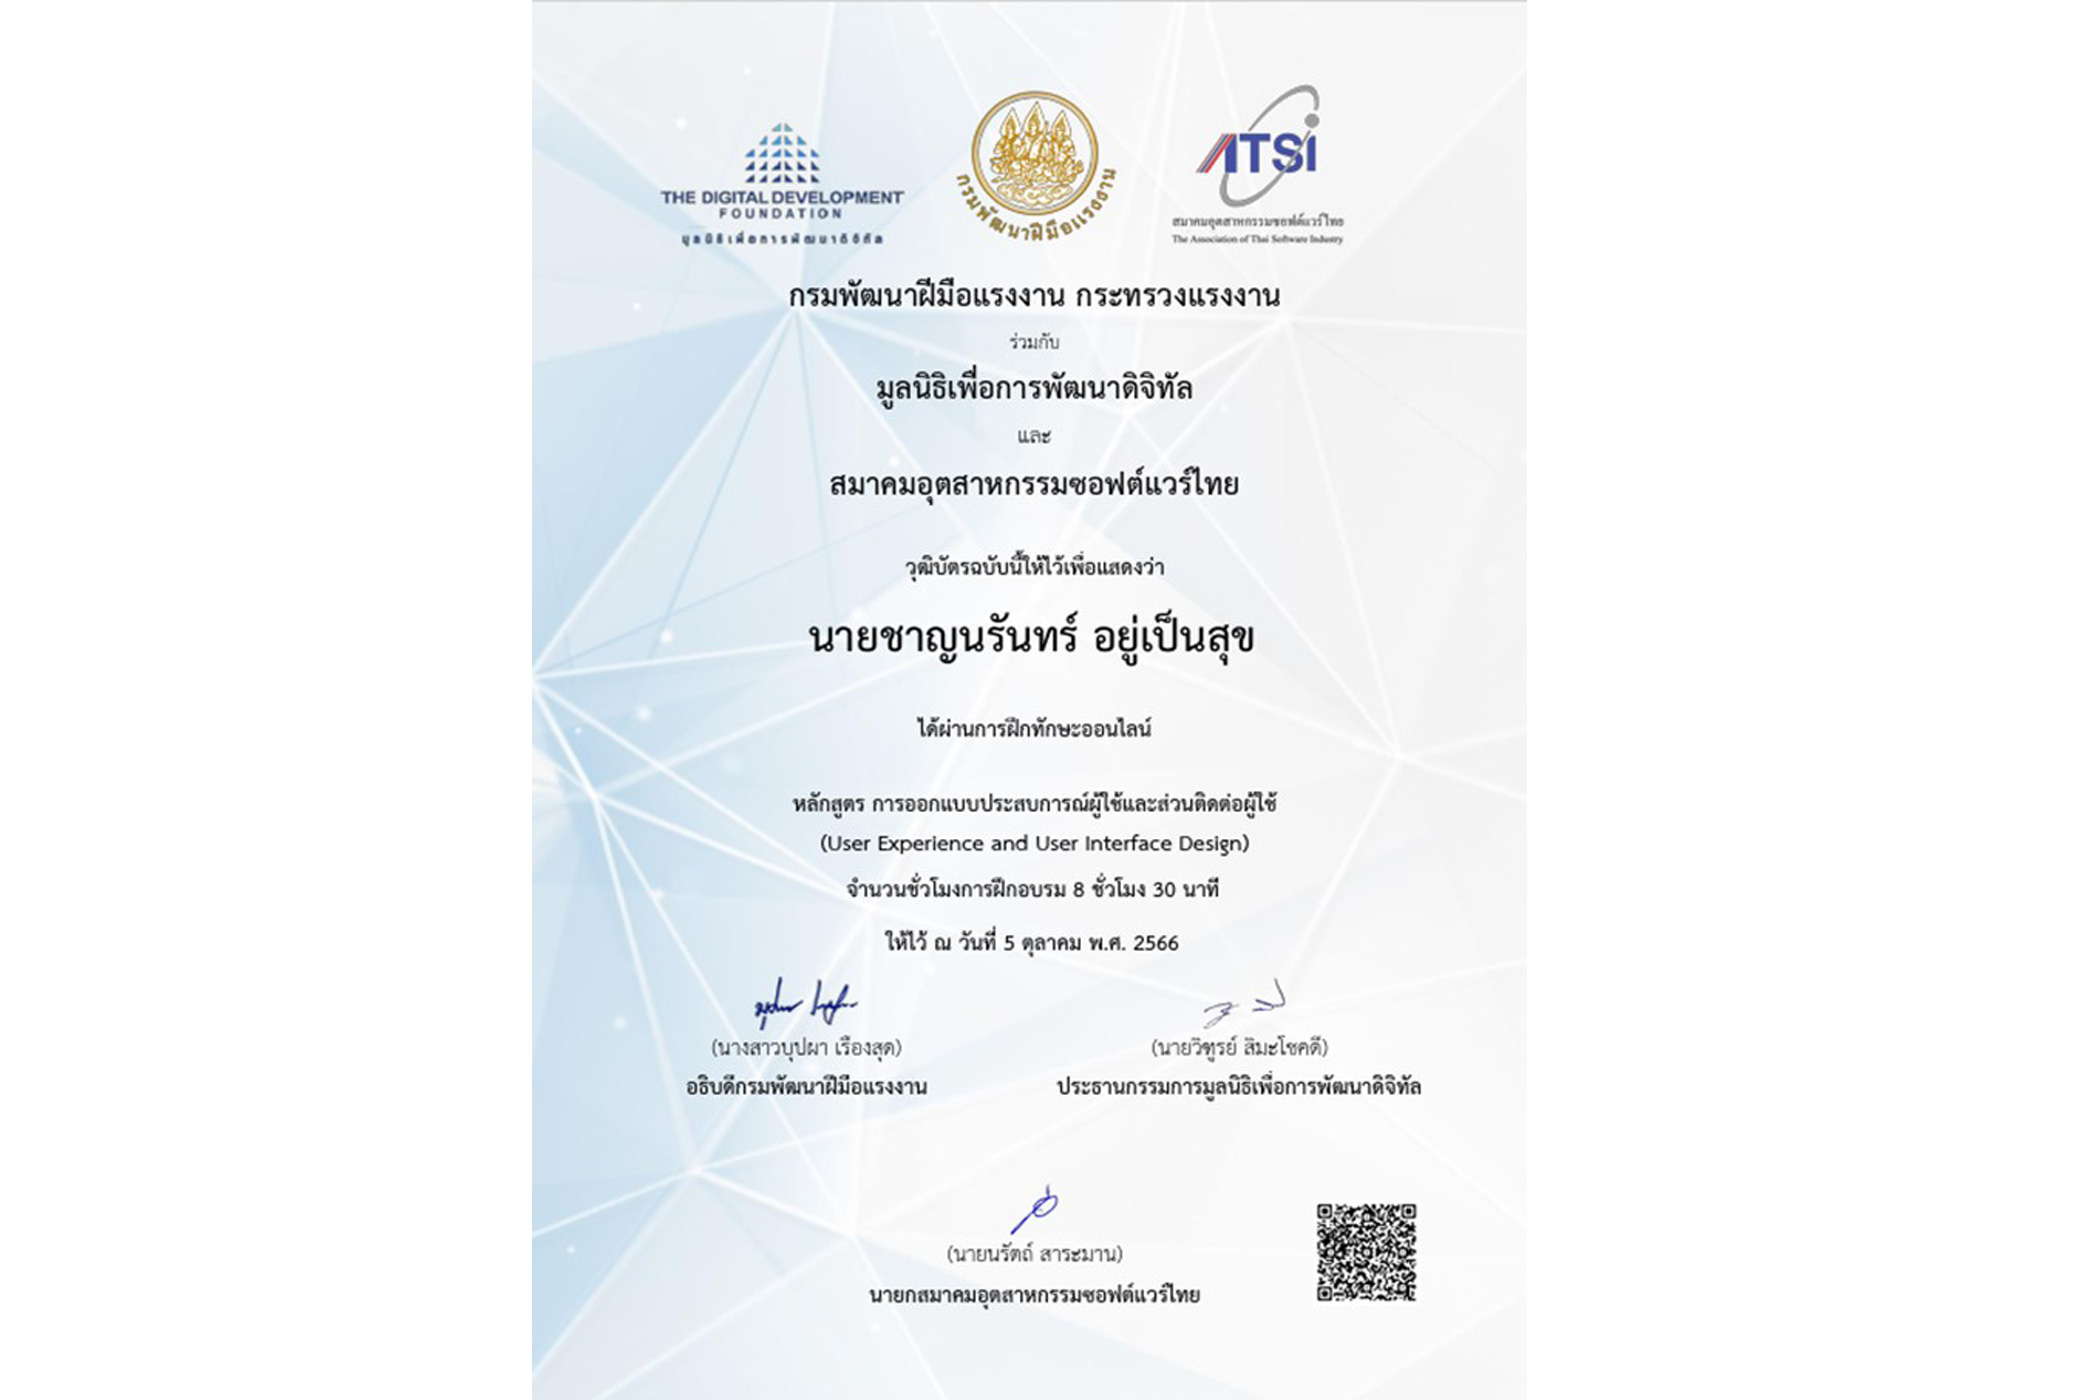 THE DIGITAL DEVELOPMENT
FOUNDATION
มูลนิธิเพื่อการพัฒนาดิจิทัล
กรมพัฒนาฝีมือแรงงาน
ATSI
สมาคมอุตสาหกรรมซอฟต์แวร์ไทย
The Association of Thai Software Industry
กรมพัฒนาฝีมือแรงงาน กระทรวงแรงงาน
ร่วมกับ
มูลนิธิเพื่อการพัฒนาดิจิทัล
และ
สมาคมอุตสาหกรรมซอฟต์แวร์ไทย
วุฒิบัตรฉบับนี้ให้ไว้เพื่อแสดงว่า
นายชาญนรันทร์ อยู่เป็นสุข
ได้ผ่านการฝึกทักษะออนไลน์
หลักสูตร การออกแบบประสบการณ์ผู้ใช้และส่วนติดต่อผู้ใช้
(User Experience and User Interface Design)
จำนวนชั่วโมงการฝึกอบรม 8 ชั่วโมง 30 นาที
ให้ไว้ ณ วันที่ 5 ตุลาคม พ.ศ. 2566
(นางสาวบุปผา เรืองสุด)
อธิบดีกรมพัฒนาฝีมือแรงงาน
(นายวิฑูรย์ สิมะโชคดี)
ประธานกรรมการมูลนิธิเพื่อการพัฒนาดิจิทัล
(นายนรัตถ์ สาระมาน)
นายกสมาคมอุตสาหกรรมซอฟต์แวร์ไทย